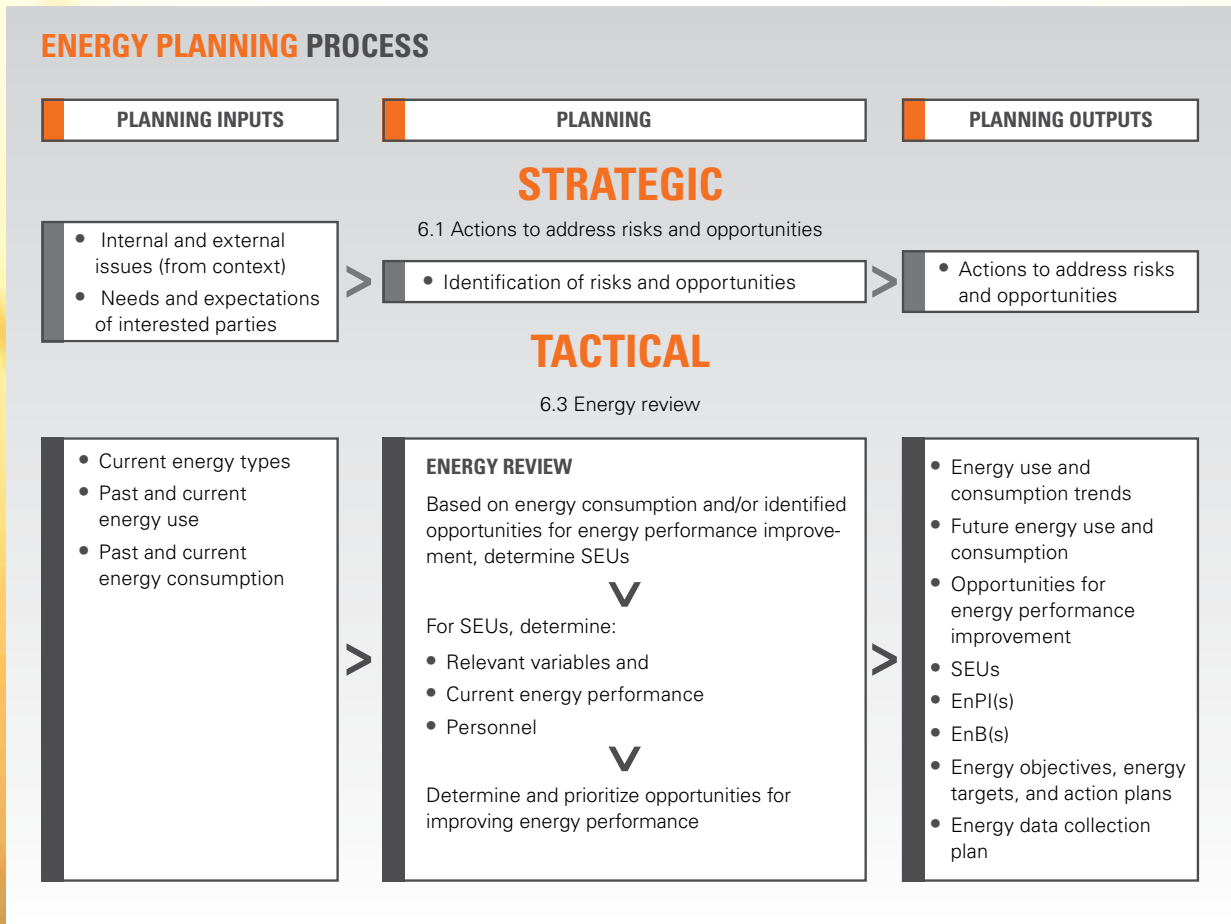 ENERGY PLANNING PROCESS
PLANNING INPUTS
PLANNING
PLANNING OUTPUTS
STRATEGIC
6.1 Actions to address risks and opportunities
• Internal and external
issues (from context)
• Needs and expectations
of interested parties
>
• Identification of risks and opportunities
>
• Actions to address risks
and opportunities
TACTICAL
6.3 Energy review
• Current energy types
• Past and current
energy use
• Past and current
energy consumption
>
ENERGY REVIEW
Based on energy consumption and/or identified
opportunities for energy performance improve-
ment, determine SEUs
For SEUs, determine:
• Relevant variables and
• Current energy performance
• Personnel
Determine and prioritize opportunities for
improving energy performance
>
• Energy use and
consumption trends
• Future energy use and
consumption
• Opportunities for
energy performance
improvement
• SEUs
• EnPI(s)
• EnB(s)
• Energy objectives, energy
targets, and action plans
• Energy data collection
plan